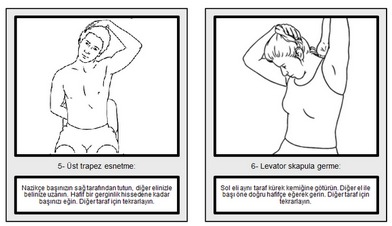 5- Üst trapez esnetme:
Nazikçe başınızın sağ tarafından tutun, diğer elinizle
belinize uzanın. Hafif bir gerginlik hissedene kadar
başınızı eğin. Diğer taraf için tekrarlayın.
6- Levator skapula germe:
Sol eli aynı taraf kürek kemiğine götürün. Diğer el ile
başı öne doğru hafifçe eğerek gerin. Diğer taraf için
tekrarlayın.